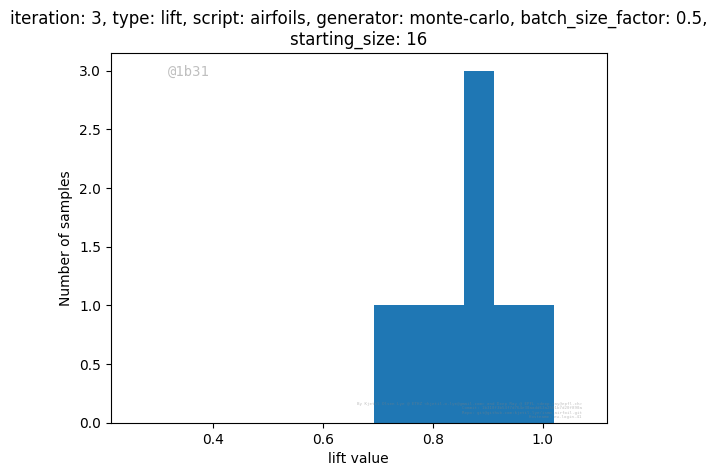 iteration: 3, type: lift, script: airfoils, generator: monte-carlo, batch_size_factor: 0.5,
starting_size: 16
@1b31
3.0
2.5
2.0
1.5
1.0
0.5
0.0
Number of samples
0.4
0.6
0.8
1.0
lift value